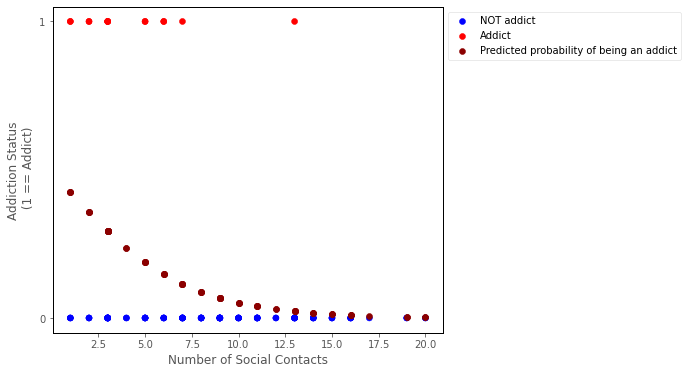 1
0
Addiction Status
(1 == Addict)
2.5 5.0 7.5 10.0 12.5 15.0 17.5 20.0
Number of Social Contacts
NOT addict
Addict
Predicted probability of being an addict